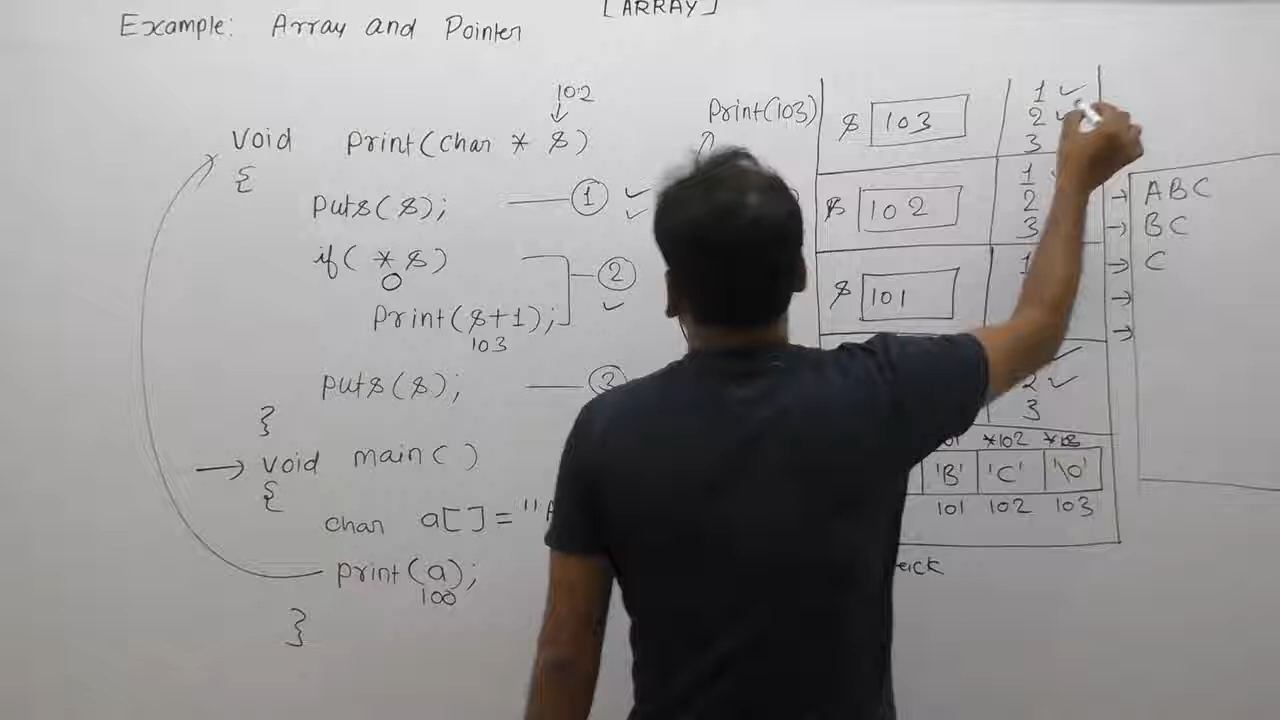 [ARRAY]
Example: Array and Pointer
102
void print(char * s)
{
puts(s); 1
if( * s) 2
0
print(s+1);
103
puts(s); 3
}
void main()
{
char a[]="A
print(a);
100
}
print(103)
s 103 1
2
3
s 102 1
2
3
s 101 1
2
3
*102 *103
'B' 'C' '\0'
101 102 103
ABC
BC
C